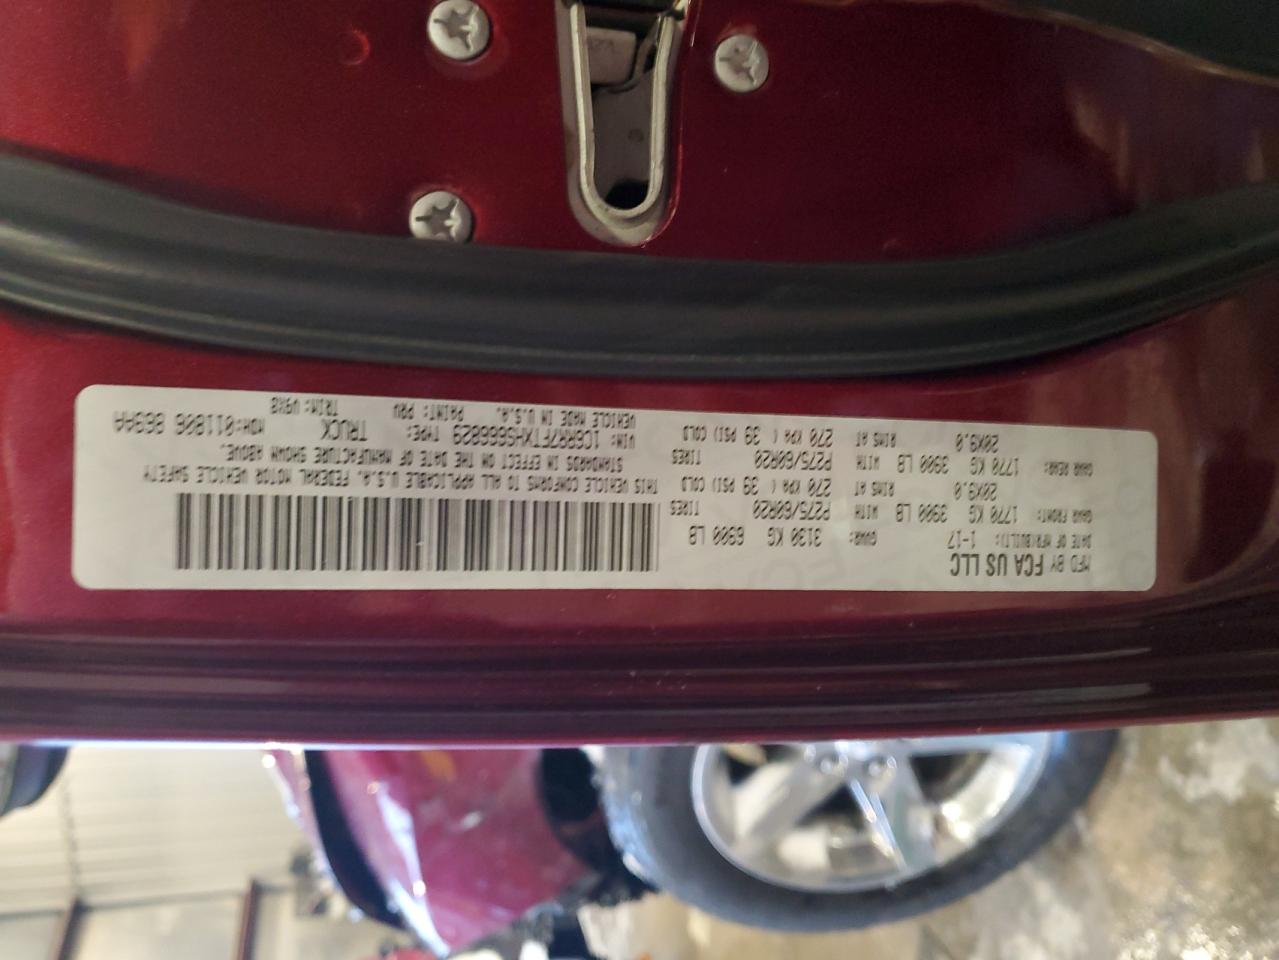 MFD BY FCA US LLC
DATE OF MFR(BUILT): 1-17 GVWR: 3130 KG 6900 LB
GAWR FRONT: 1770 KG 3900 LB WITH P275/60R20 TIRES
20X9.0 RIMS AT 270 KPA ( 39 PSI) COLD
GAWR REAR: 1770 KG 3900 LB WITH P275/60R20 TIRES
20X9.0 RIMS AT 270 KPA ( 39 PSI) COLD
THIS VEHICLE CONFORMS TO ALL APPLICABLE U.S.A. FEDERAL MOTOR VEHICLE SAFETY
STANDARDS IN EFFECT ON THE DATE OF MANUFACTURE SHOWN ABOVE.
VIN: 1C6RR7FTXHS666829 TYPE: TRUCK MDH:011806 869AA
VEHICLE MADE IN U.S.A. PAINT: PRV TRIM: V9X8